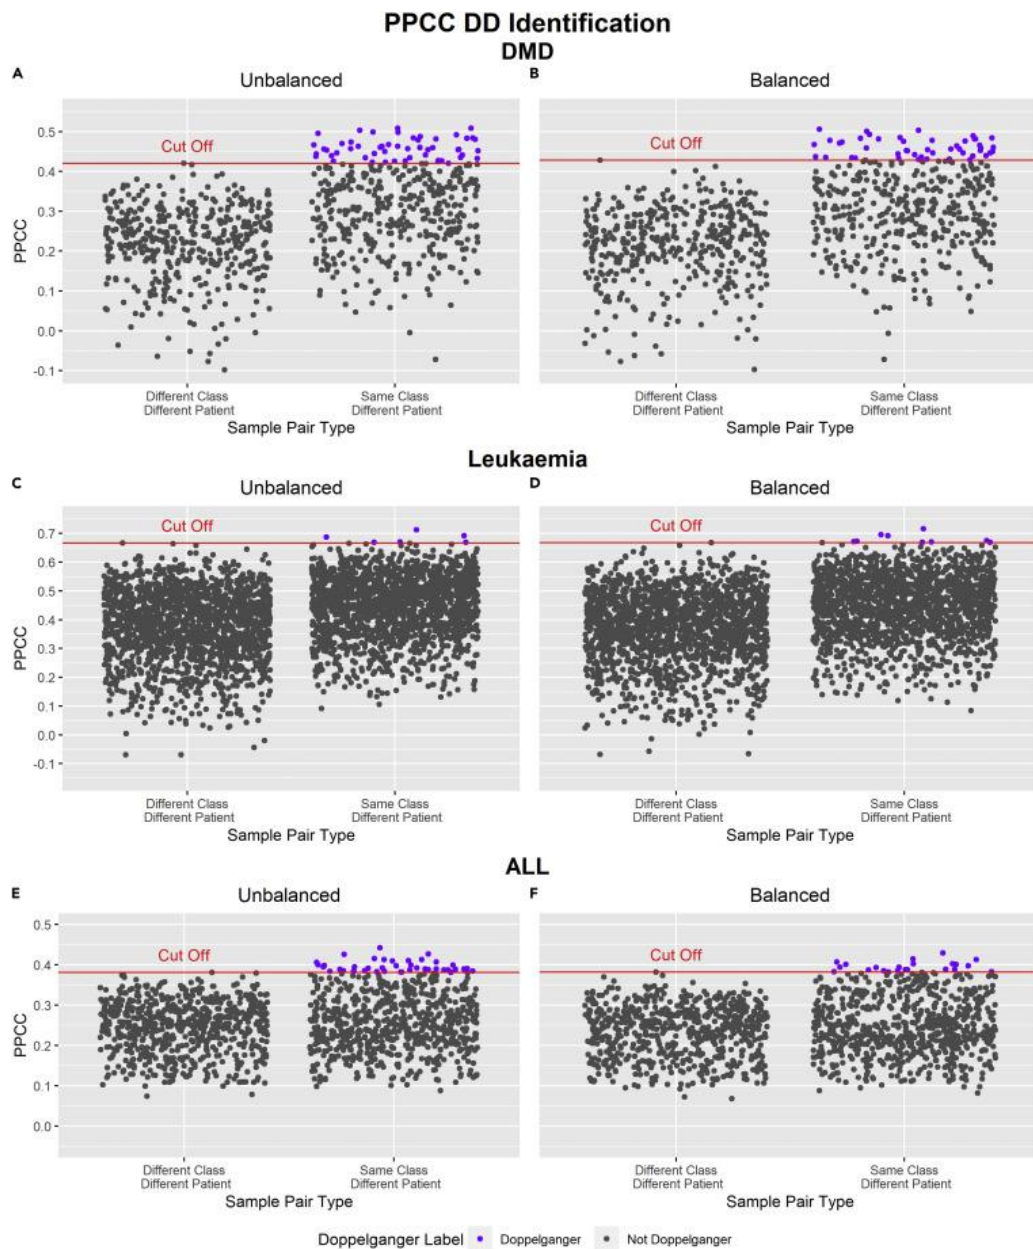 PPCC DD Identification
DMD
A
Unbalanced
B
Balanced
PPCC
0.5
0.4
0.3
0.2
0.1
0.0
-0.1
Cut Off
Cut Off
Different Class
Different Patient
Same Class
Different Patient
Different Class
Different Patient
Same Class
Different Patient
Sample Pair Type
Sample Pair Type
Leukaemia
C
Unbalanced
D
Balanced
PPCC
0.7
0.6
0.5
0.4
0.3
0.2
0.1
0.0
-0.1
Cut Off
Cut Off
Different Class
Different Patient
Same Class
Different Patient
Different Class
Different Patient
Same Class
Different Patient
Sample Pair Type
Sample Pair Type
ALL
E
Unbalanced
F
Balanced
PPCC
0.5
0.4
0.3
0.2
0.1
0.0
Cut Off
Cut Off
Different Class
Different Patient
Same Class
Different Patient
Different Class
Different Patient
Same Class
Different Patient
Sample Pair Type
Sample Pair Type
Doppelganger Label
Doppelganger
Not Doppelganger